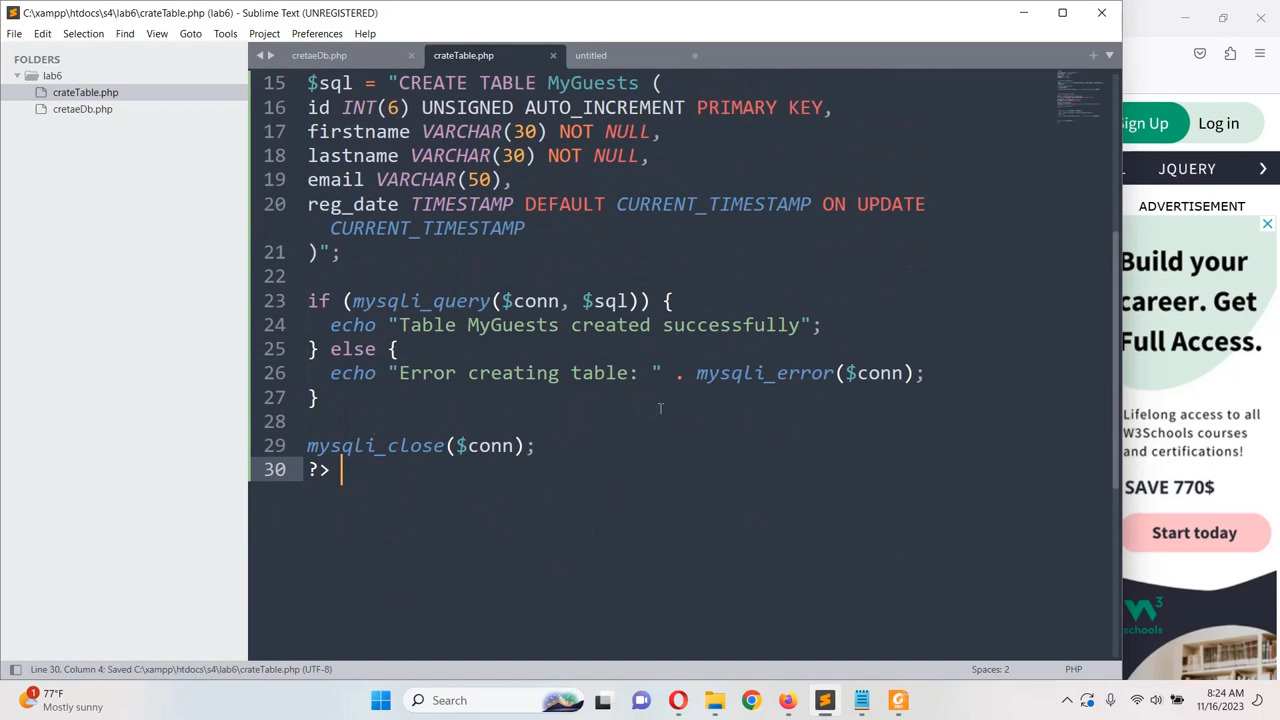 C:\xampp\htdocs\s4\lab6\crateTable.php (lab6) - Sublime Text (UNREGISTERED)
File Edit Selection Find View Goto Tools Project Preferences Help
FOLDERS
lab6
crateTable.php
cretaeDb.php
cretaeDb.php
crateTable.php
untitled
15 $sql = "CREATE TABLE MyGuests (
16 id INT(6) UNSIGNED AUTO_INCREMENT PRIMARY KEY,
17 firstname VARCHAR(30) NOT NULL,
18 lastname VARCHAR(30) NOT NULL,
19 email VARCHAR(50),
20 reg_date TIMESTAMP DEFAULT CURRENT_TIMESTAMP ON UPDATE
CURRENT_TIMESTAMP
21 )";
22
23 if (mysqli_query($conn, $sql)) {
24 echo "Table MyGuests created successfully";
25 } else {
26 echo "Error creating table: " . mysqli_error($conn);
27 }
28
29 mysqli_close($conn);
30 ?>
Line 30, Column 4: Saved C:\xampp\htdocs\s4\lab6\crateTable.php (UTF-8)
Spaces: 2
PHP
Sign Up
Log in
JQUERY
ADVERTISEMENT
Build your
career. Get
Full Access.
Lifelong access to all
W3Schools courses
and certifications!
SAVE 770$
Start today
W3
schools
1
77°F
Mostly sunny
Search
8:24 AM
11/16/2023